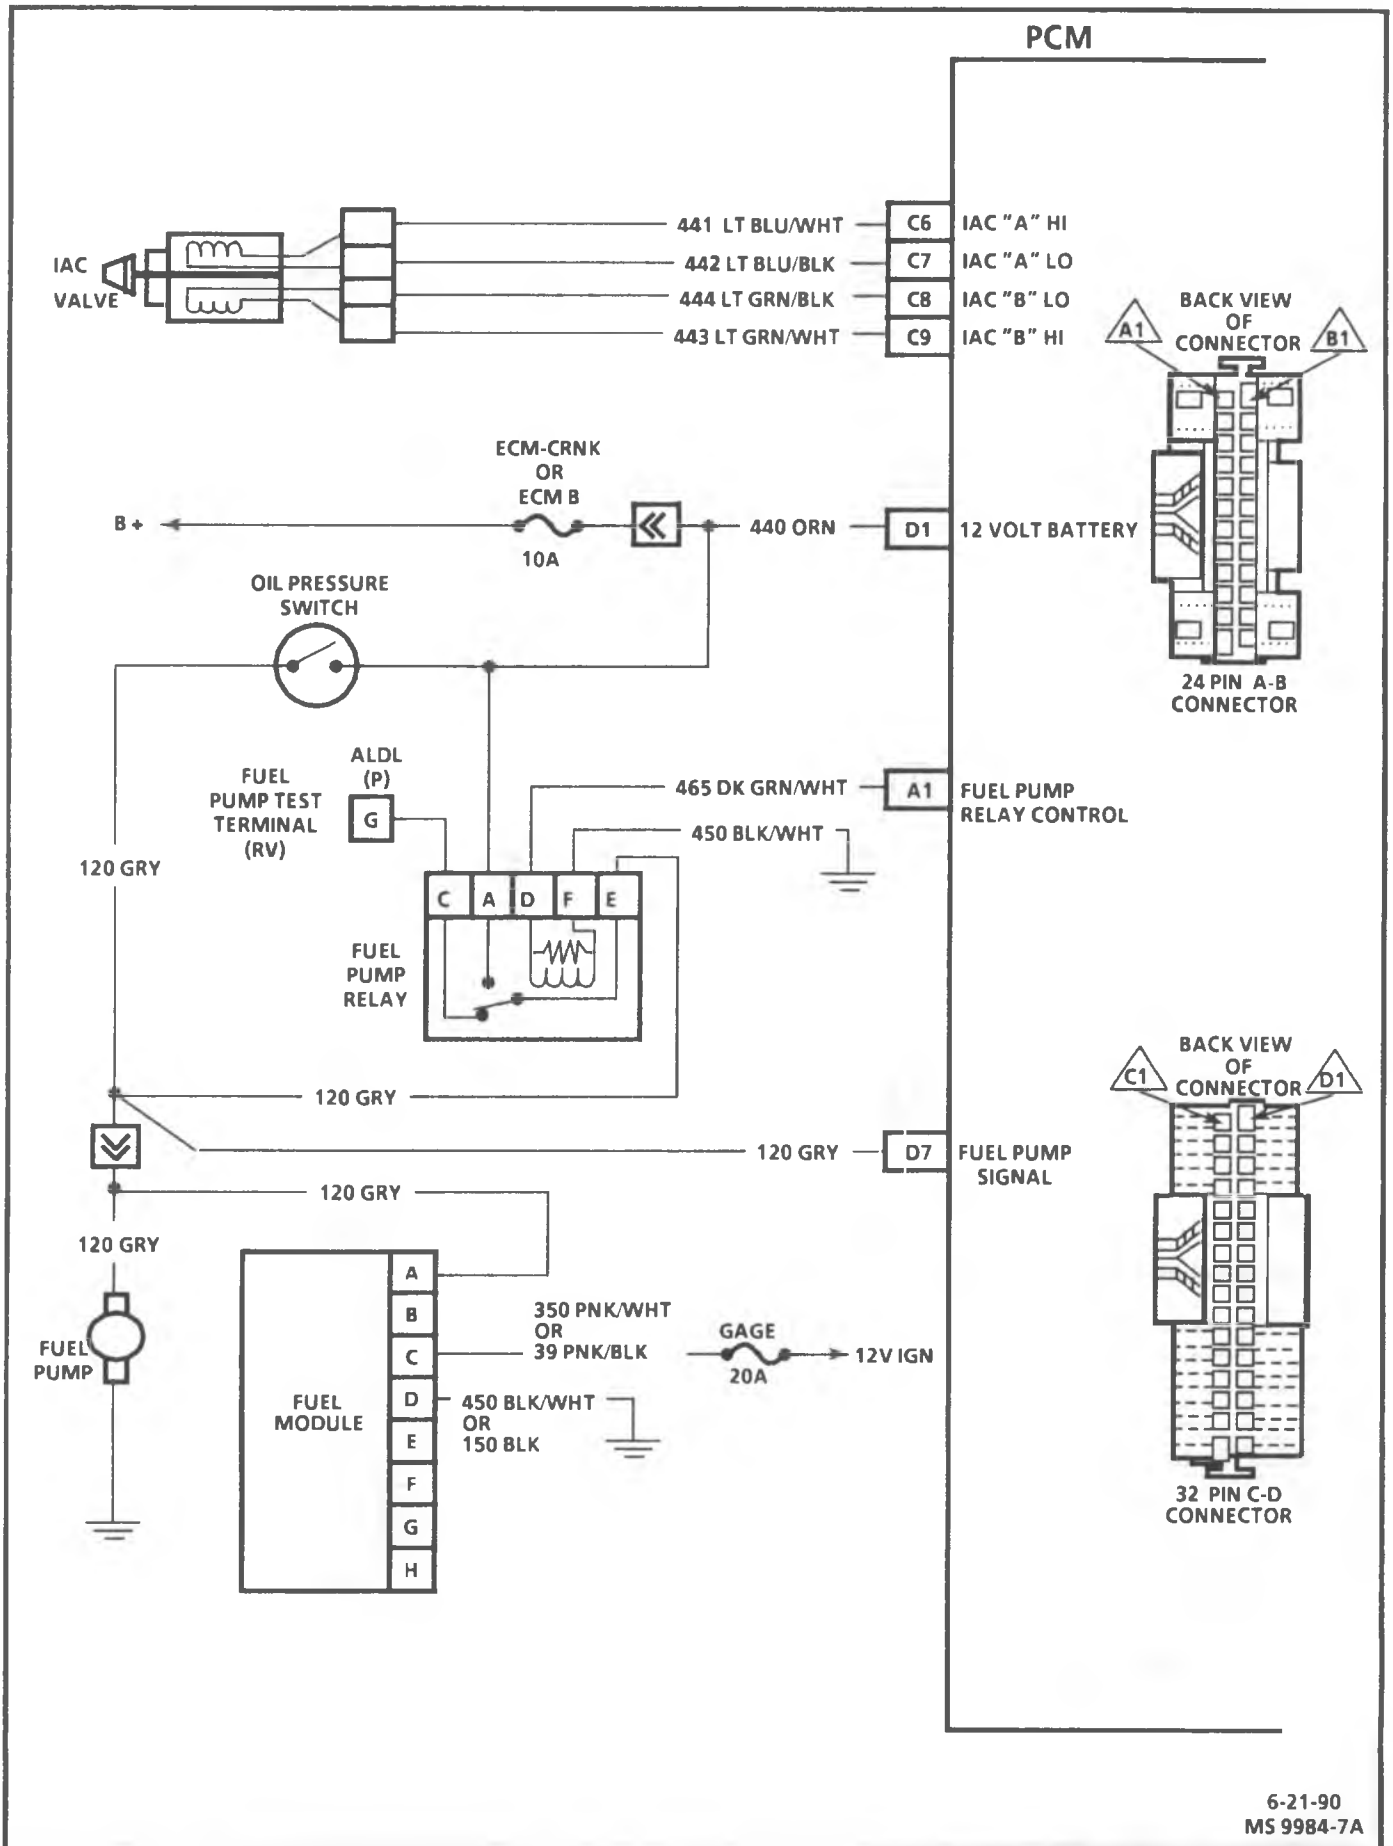 PCM
IAC
VALVE
441 LT BLU/WHT
C6
IAC "A" HI
442 LT BLU/BLK
C7
IAC "A" LO
444 LT GRN/BLK
C8
IAC "B" LO
443 LT GRN/WHT
C9
IAC "B" HI
BACK VIEW
OF
CONNECTOR
A1
B1
24 PIN A-B
CONNECTOR
ECM-CRNK
OR
ECM B
10A
B +
440 ORN
D1
12 VOLT BATTERY
OIL PRESSURE
SWITCH
ALDL
(P)
G
FUEL
PUMP TEST
TERMINAL
(RV)
465 DK GRN/WHT
A1
FUEL PUMP
RELAY CONTROL
450 BLK/WHT
120 GRY
C A D F E
FUEL
PUMP
RELAY
120 GRY
120 GRY
D7
FUEL PUMP
SIGNAL
BACK VIEW
OF
CONNECTOR
C1
D1
32 PIN C-D
CONNECTOR
120 GRY
120 GRY
FUEL
PUMP
FUEL
MODULE
A
B
C
D
E
F
G
H
350 PNK/WHT
OR
39 PNK/BLK
GAGE
20A
12V IGN
450 BLK/WHT
OR
150 BLK
6-21-90
MS 9984-7A